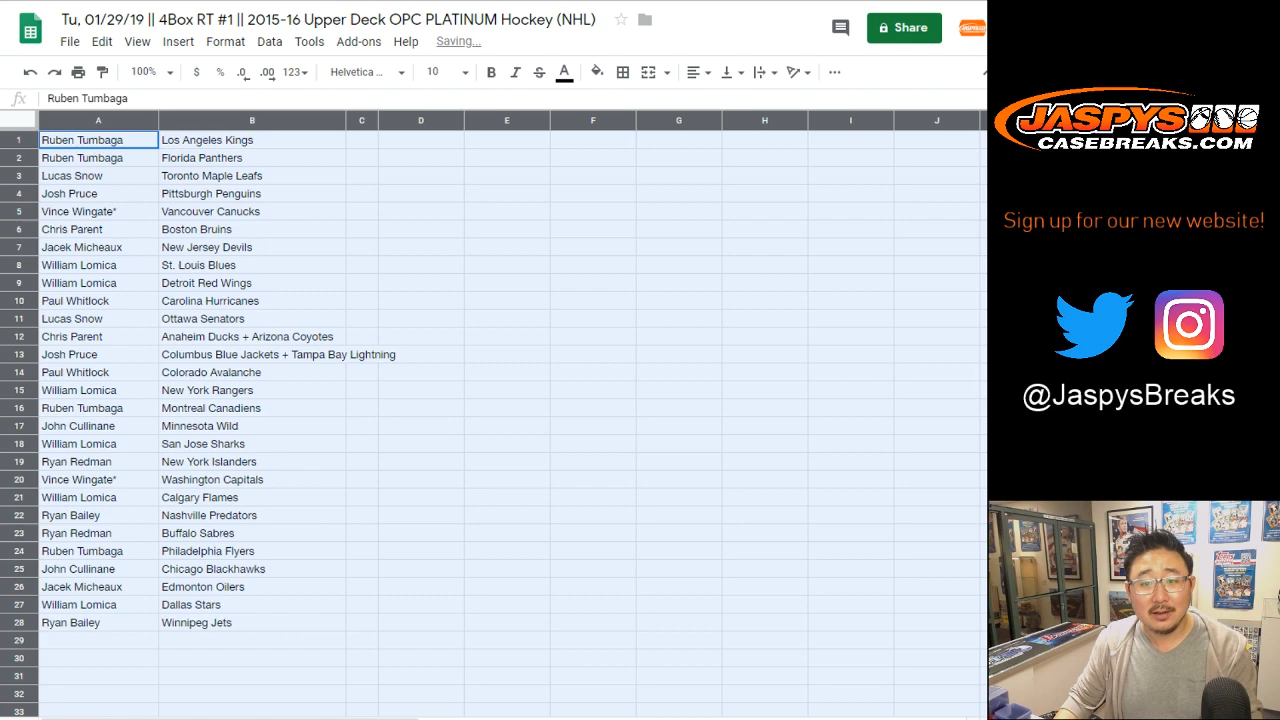 Tu, 01/29/19 || 4Box RT #1 || 2015-16 Upper Deck OPC PLATINUM Hockey (NHL)
File Edit View Insert Format Data Tools Add-ons Help Saving...
Share
100% $ % .0 .00 123 Helvetica ... 10 B I S A
fx Ruben Tumbaga
A B C D E F G H I J
1 Ruben Tumbaga Los Angeles Kings
2 Ruben Tumbaga Florida Panthers
3 Lucas Snow Toronto Maple Leafs
4 Josh Pruce Pittsburgh Penguins
5 Vince Wingate* Vancouver Canucks
6 Chris Parent Boston Bruins
7 Jacek Micheaux New Jersey Devils
8 William Lomica St. Louis Blues
9 William Lomica Detroit Red Wings
10 Paul Whitlock Carolina Hurricanes
11 Lucas Snow Ottawa Senators
12 Chris Parent Anaheim Ducks + Arizona Coyotes
13 Josh Pruce Columbus Blue Jackets + Tampa Bay Lightning
14 Paul Whitlock Colorado Avalanche
15 William Lomica New York Rangers
16 Ruben Tumbaga Montreal Canadiens
17 John Cullinane Minnesota Wild
18 William Lomica San Jose Sharks
19 Ryan Redman New York Islanders
20 Vince Wingate* Washington Capitals
21 William Lomica Calgary Flames
22 Ryan Bailey Nashville Predators
23 Ryan Redman Buffalo Sabres
24 Ruben Tumbaga Philadelphia Flyers
25 John Cullinane Chicago Blackhawks
26 Jacek Micheaux Edmonton Oilers
27 William Lomica Dallas Stars
28 Ryan Bailey Winnipeg Jets
29
30
31
32
33
JASPYS
CASEBREAKS.COM
Sign up for our new website!
@JaspysBreaks